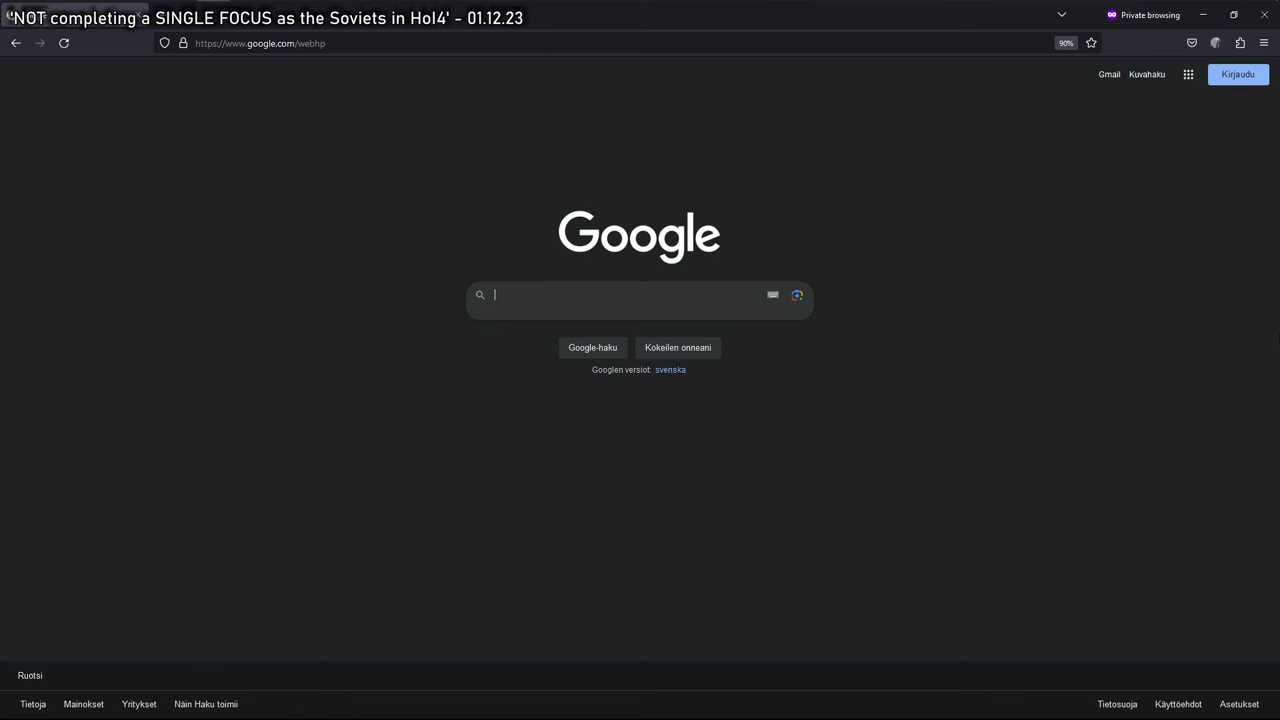 'NOT completing a SINGLE FOCUS as the Soviets in HoI4' - 01.12.23
Private browsing
https://www.google.com/webhp
90%
Gmail
Kuvahaku
Kirjaudu
Google
Google-haku
Kokeilen onneani
Googlen versiot: svenska
Ruotsi
Tietoja
Mainokset
Yritykset
Näin Haku toimii
Tietosuoja
Käyttöehdot
Asetukset